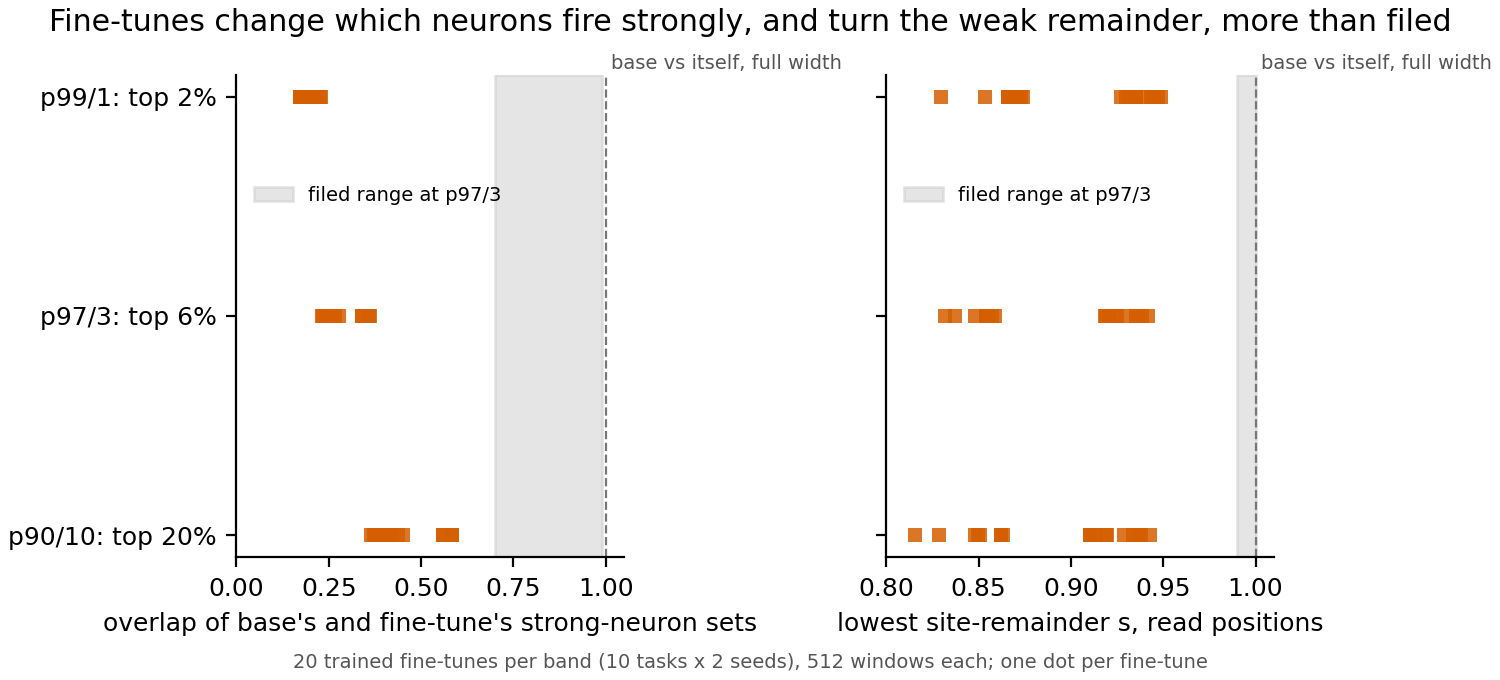 Fine-tunes change which neurons fire strongly, and turn the weak remainder, more than filed
base vs itself, full width
base vs itself, full width
p99/1: top 2%
filed range at p97/3
filed range at p97/3
p97/3: top 6%
p90/10: top 20%
0.00 0.25 0.50 0.75 1.00
0.80 0.85 0.90 0.95 1.00
overlap of base's and fine-tune's strong-neuron sets
lowest site-remainder s, read positions
20 trained fine-tunes per band (10 tasks x 2 seeds), 512 windows each; one dot per fine-tune